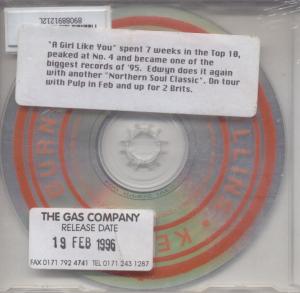 "A Girl Like You" spent 7 weeks in the Top 10,
peaked at No. 4 and became one of the
biggest records of '95. Edwyn does it again
with another "Northern Soul Classic". On tour
with Pulp in Feb and up for 2 Brits.
BURN
LLINS • KE
THE GAS COMPANY
RELEASE DATE
19 FEB 1996
FAX 0171 792 4741 TEL 0171 243 1287